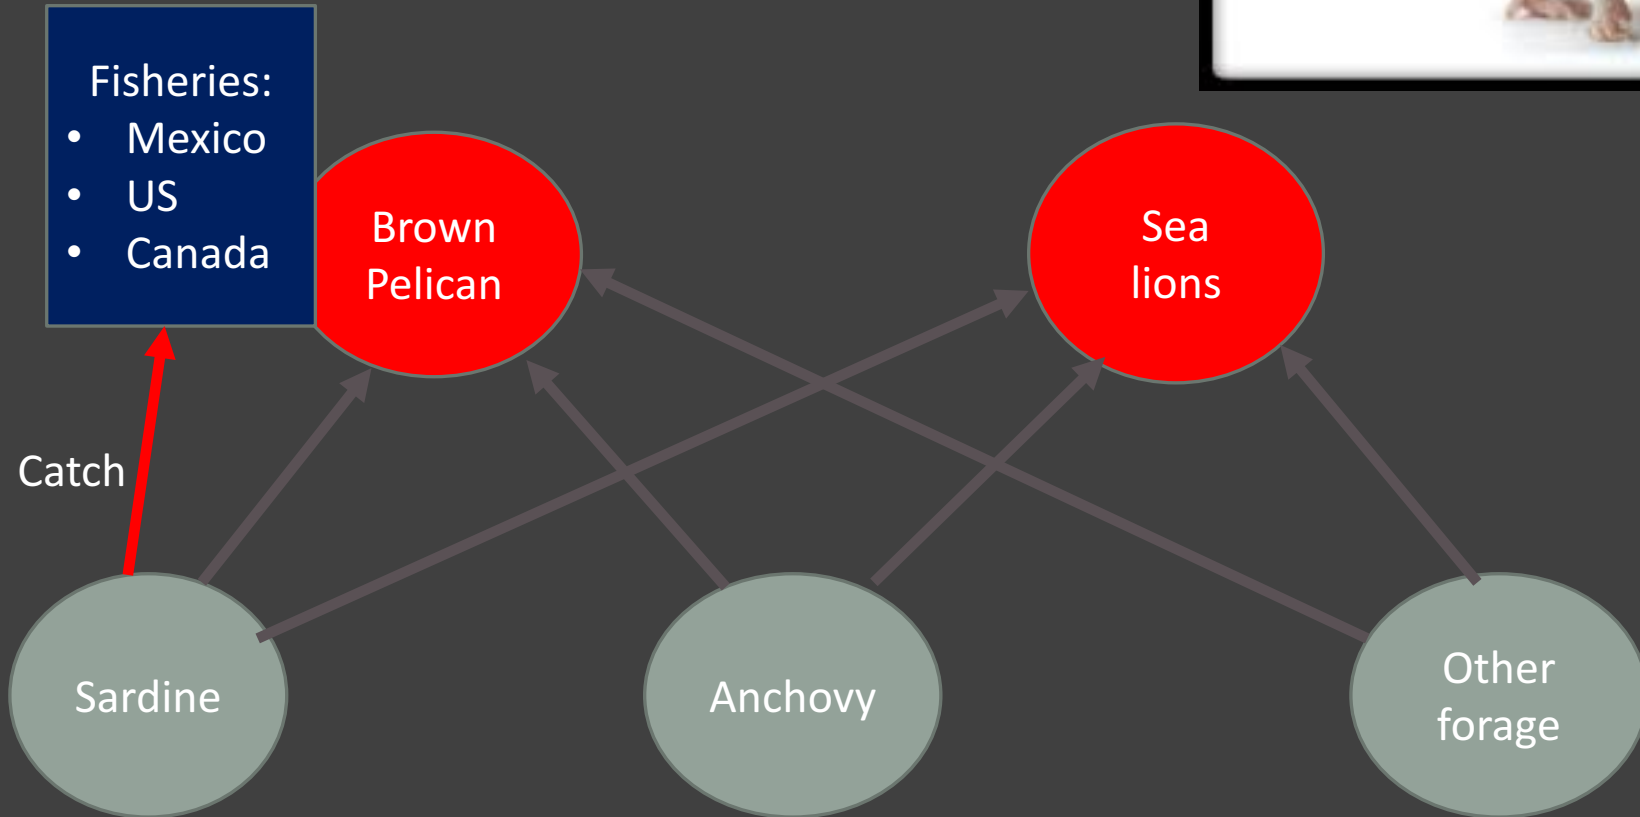 Fisheries:
• Mexico
• US
• Canada
Brown
Pelican
Sea
lions
Catch
Sardine
Anchovy
Other
forage